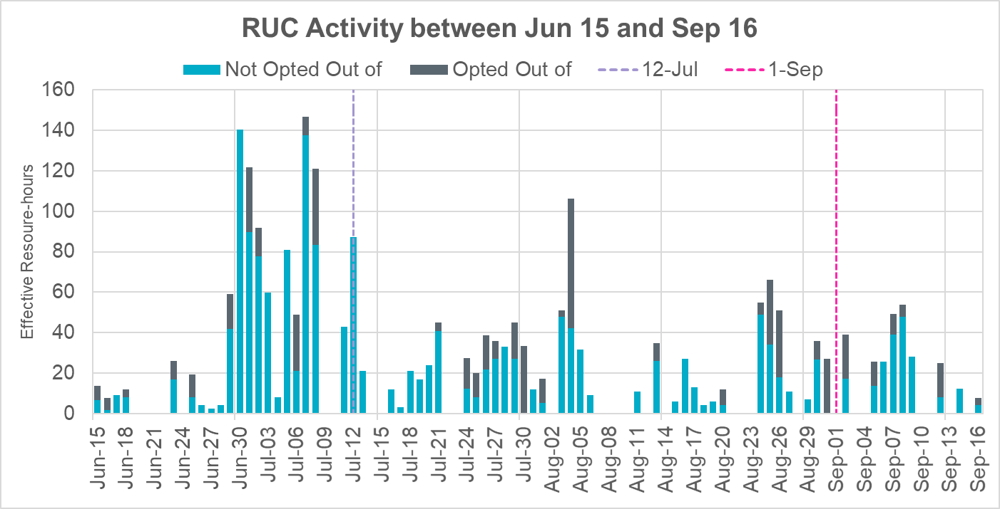 RUC Activity between Jun 15 and Sep 16
Not Opted Out of
Opted Out of
12-Jul
1-Sep
Effective Resoure-hours
160
140
120
100
80
60
40
20
0
Jun-15
Jun-18
Jun-21
Jun-24
Jun-27
Jun-30
Jul-03
Jul-06
Jul-09
Jul-12
Jul-15
Jul-18
Jul-21
Jul-24
Jul-27
Jul-30
Aug-02
Aug-05
Aug-08
Aug-11
Aug-14
Aug-17
Aug-20
Aug-23
Aug-26
Aug-29
Sep-01
Sep-04
Sep-07
Sep-10
Sep-13
Sep-16